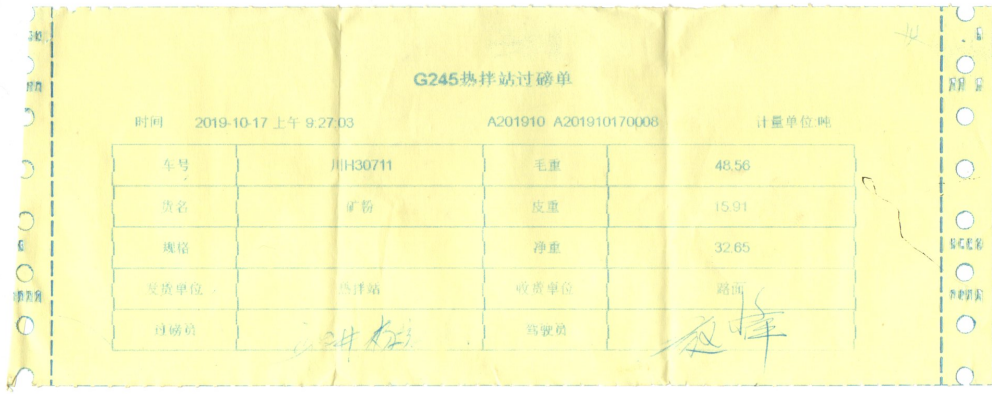 G245热拌站过磅单
时间 2019-10-17 上午 9:27:03 A201910 A201910170008 计量单位:吨
车号 川H30711 毛重 48.56
货名 矿粉 皮重 15.91
规格 净重 32.65
发货单位 热拌站 收货单位 路面
过磅员 驾驶员